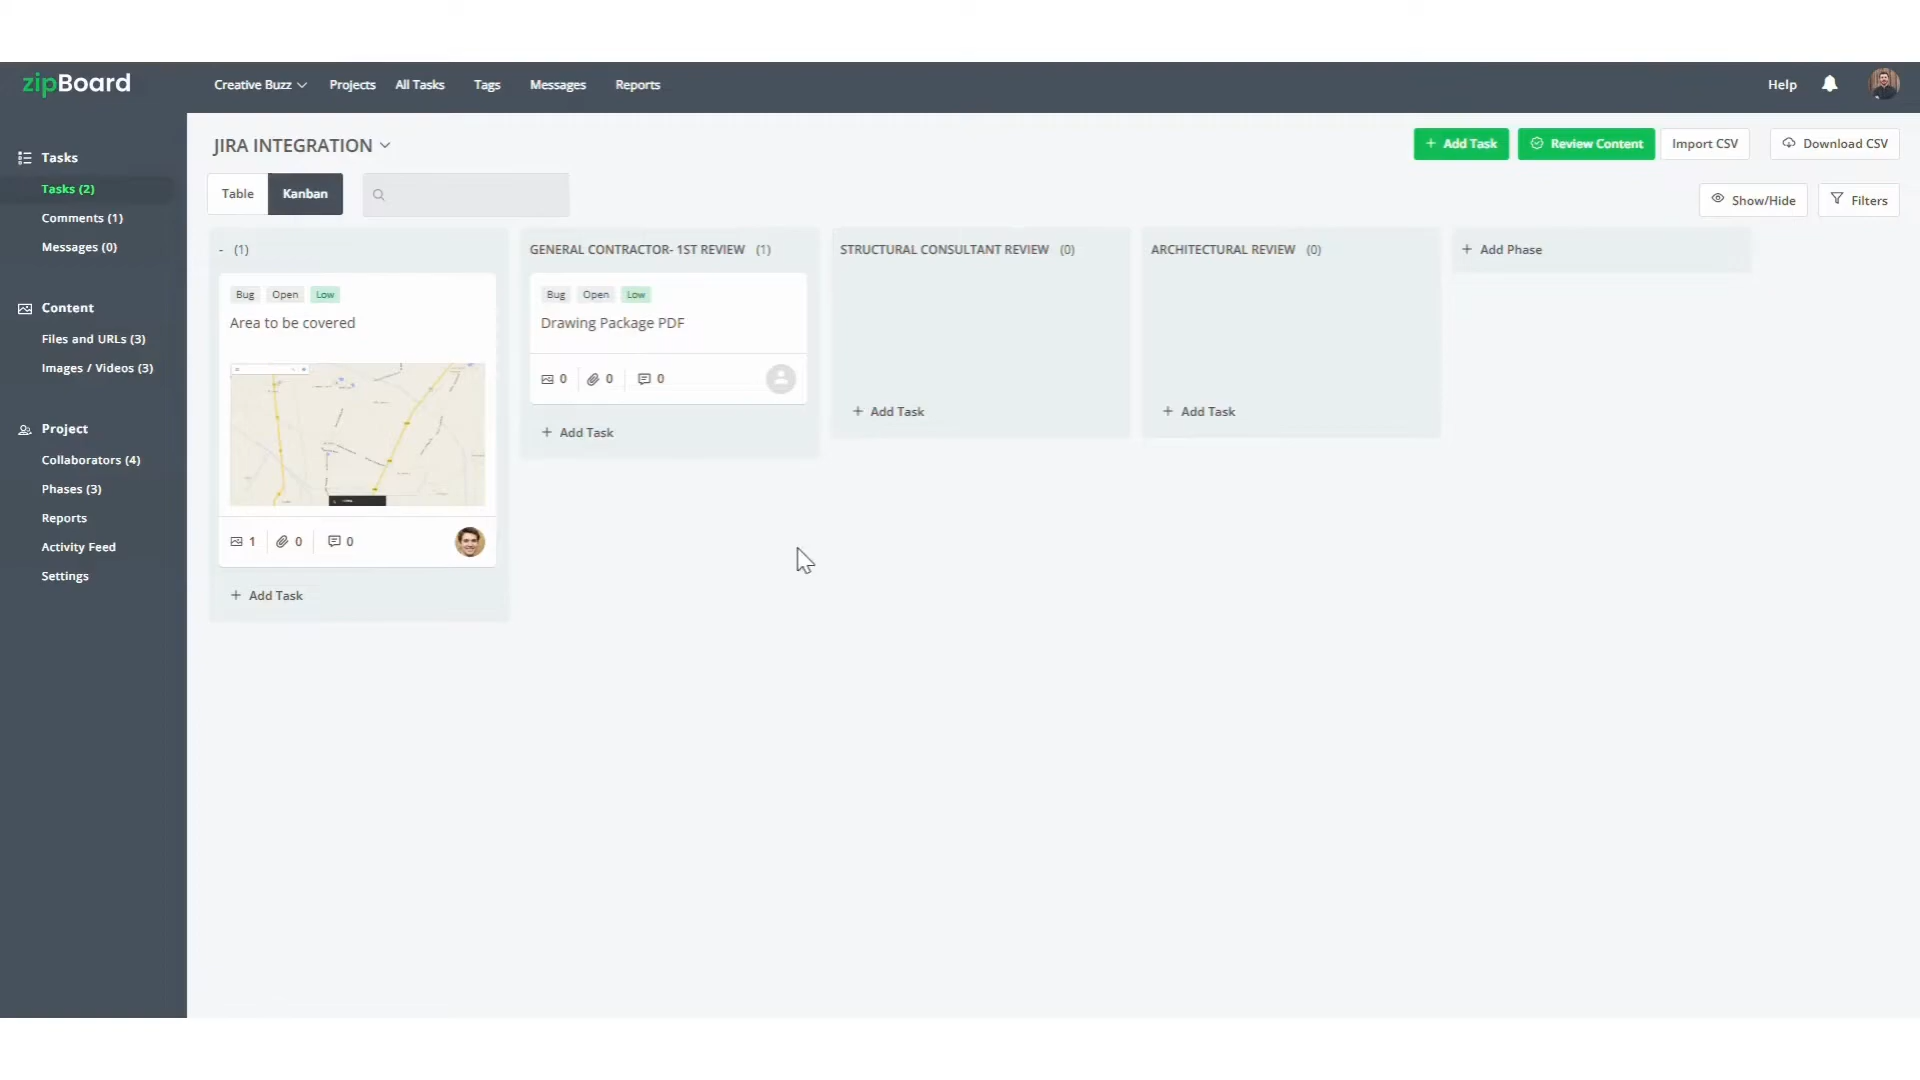 zipBoard
Creative Buzz Projects All Tasks Tags Messages Reports
Help
JIRA INTEGRATION
+ Add Task
Review Content
Import CSV
Download CSV
Table Kanban
Show/Hide
Filters
Tasks
Tasks (2)
Comments (1)
Messages (0)
Content
Files and URLs (3)
Images / Videos (3)
Project
Collaborators (4)
Phases (3)
Reports
Activity Feed
Settings
- (1)
Bug Open Low
Area to be covered
1 0 0
+ Add Task
GENERAL CONTRACTOR- 1ST REVIEW (1)
Bug Open Low
Drawing Package PDF
0 0 0
+ Add Task
STRUCTURAL CONSULTANT REVIEW (0)
+ Add Task
ARCHITECTURAL REVIEW (0)
+ Add Task
+ Add Phase